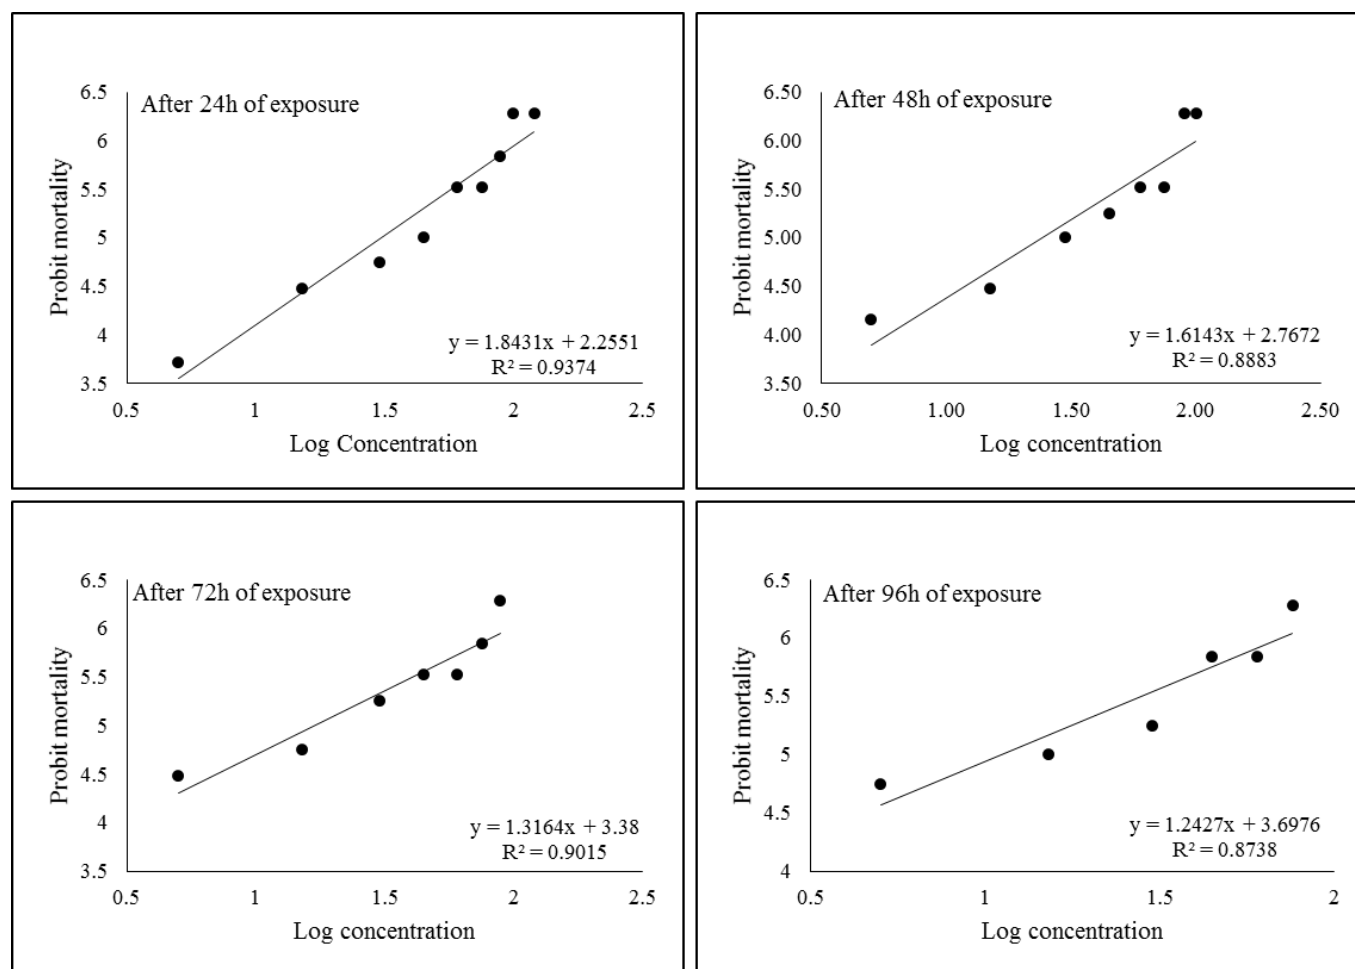 After 24h of exposure
Probit mortality
6.5
6
5.5
5
4.5
4
3.5
0.5 1 1.5 2 2.5
Log Concentration
y = 1.8431x + 2.2551
R² = 0.9374
After 48h of exposure
Probit mortality
6.50
6.00
5.50
5.00
4.50
4.00
3.50
0.50 1.00 1.50 2.00 2.50
Log concentration
y = 1.6143x + 2.7672
R² = 0.8883
After 72h of exposure
Probit mortality
6.5
6
5.5
5
4.5
4
3.5
0.5 1 1.5 2 2.5
Log concentration
y = 1.3164x + 3.38
R² = 0.9015
After 96h of exposure
Probit mortality
6.5
6
5.5
5
4.5
4
0.5 1 1.5 2
Log concentration
y = 1.2427x + 3.6976
R² = 0.8738